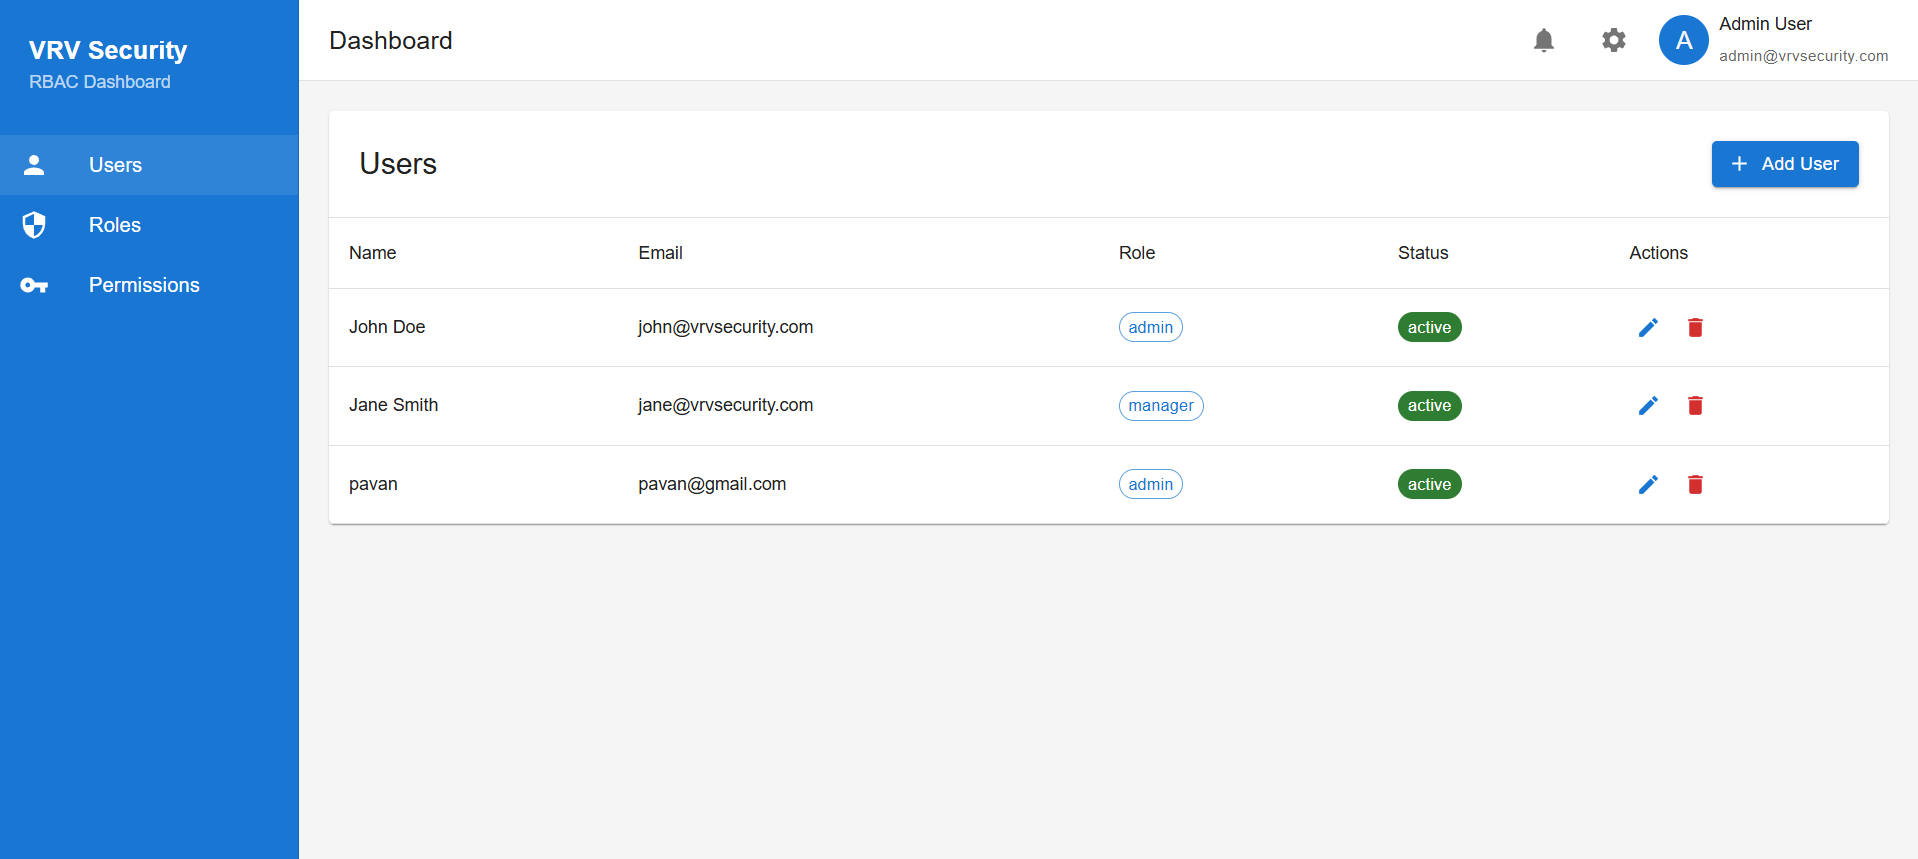 VRV Security
RBAC Dashboard
Users
Roles
Permissions
Dashboard
A
Admin User
admin@vrvsecurity.com
Users
Add User
Name Email Role Status Actions
John Doe john@vrvsecurity.com admin active
Jane Smith jane@vrvsecurity.com manager active
pavan pavan@gmail.com admin active